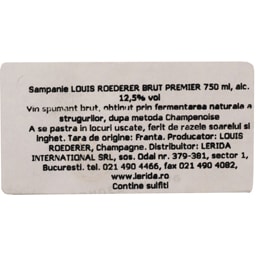 Sampanie LOUIS ROEDERER BRUT PREMIER 750 ml, alc.
12,5% vol
Vin spumant brut, obtinut prin fermentarea naturala a
strugurilor, dupa metoda Champenoise
A se pastra in locuri uscate, ferit de razele soarelui si
inghet. Tara de origine: Franta. Producator: LOUIS
ROEDERER, Champagne. Distribuitor: LERIDA
INTERNATIONAL SRL, sos. Odai nr. 379-381, sector 1,
Bucuresti. tel. 021 490 4466, fax 021 490 4082,
www.lerida.ro
Contine sulfiti